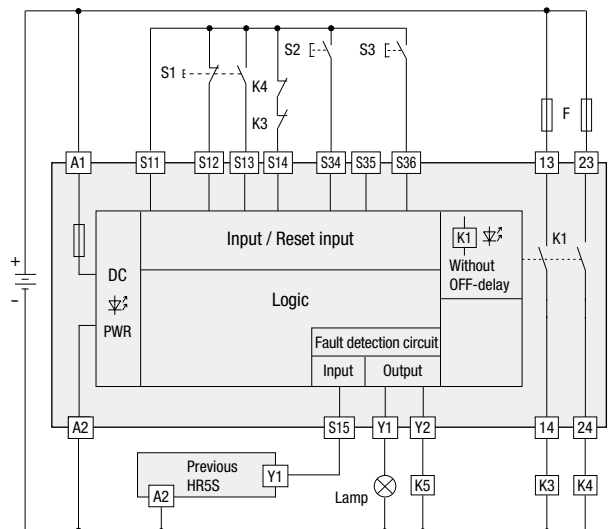 S1
S2
S3
K4
K3
F
A1
S11
S12
S13
S14
S34
S35
S36
13
23
+
-
DC
PWR
Input / Reset input
Logic
K1
Without
OFF-delay
K1
Fault detection circuit
Input
Output
A2
S15
Y1
Y2
14
24
Previous
HR5S
Y1
A2
Lamp
K5
K3
K4